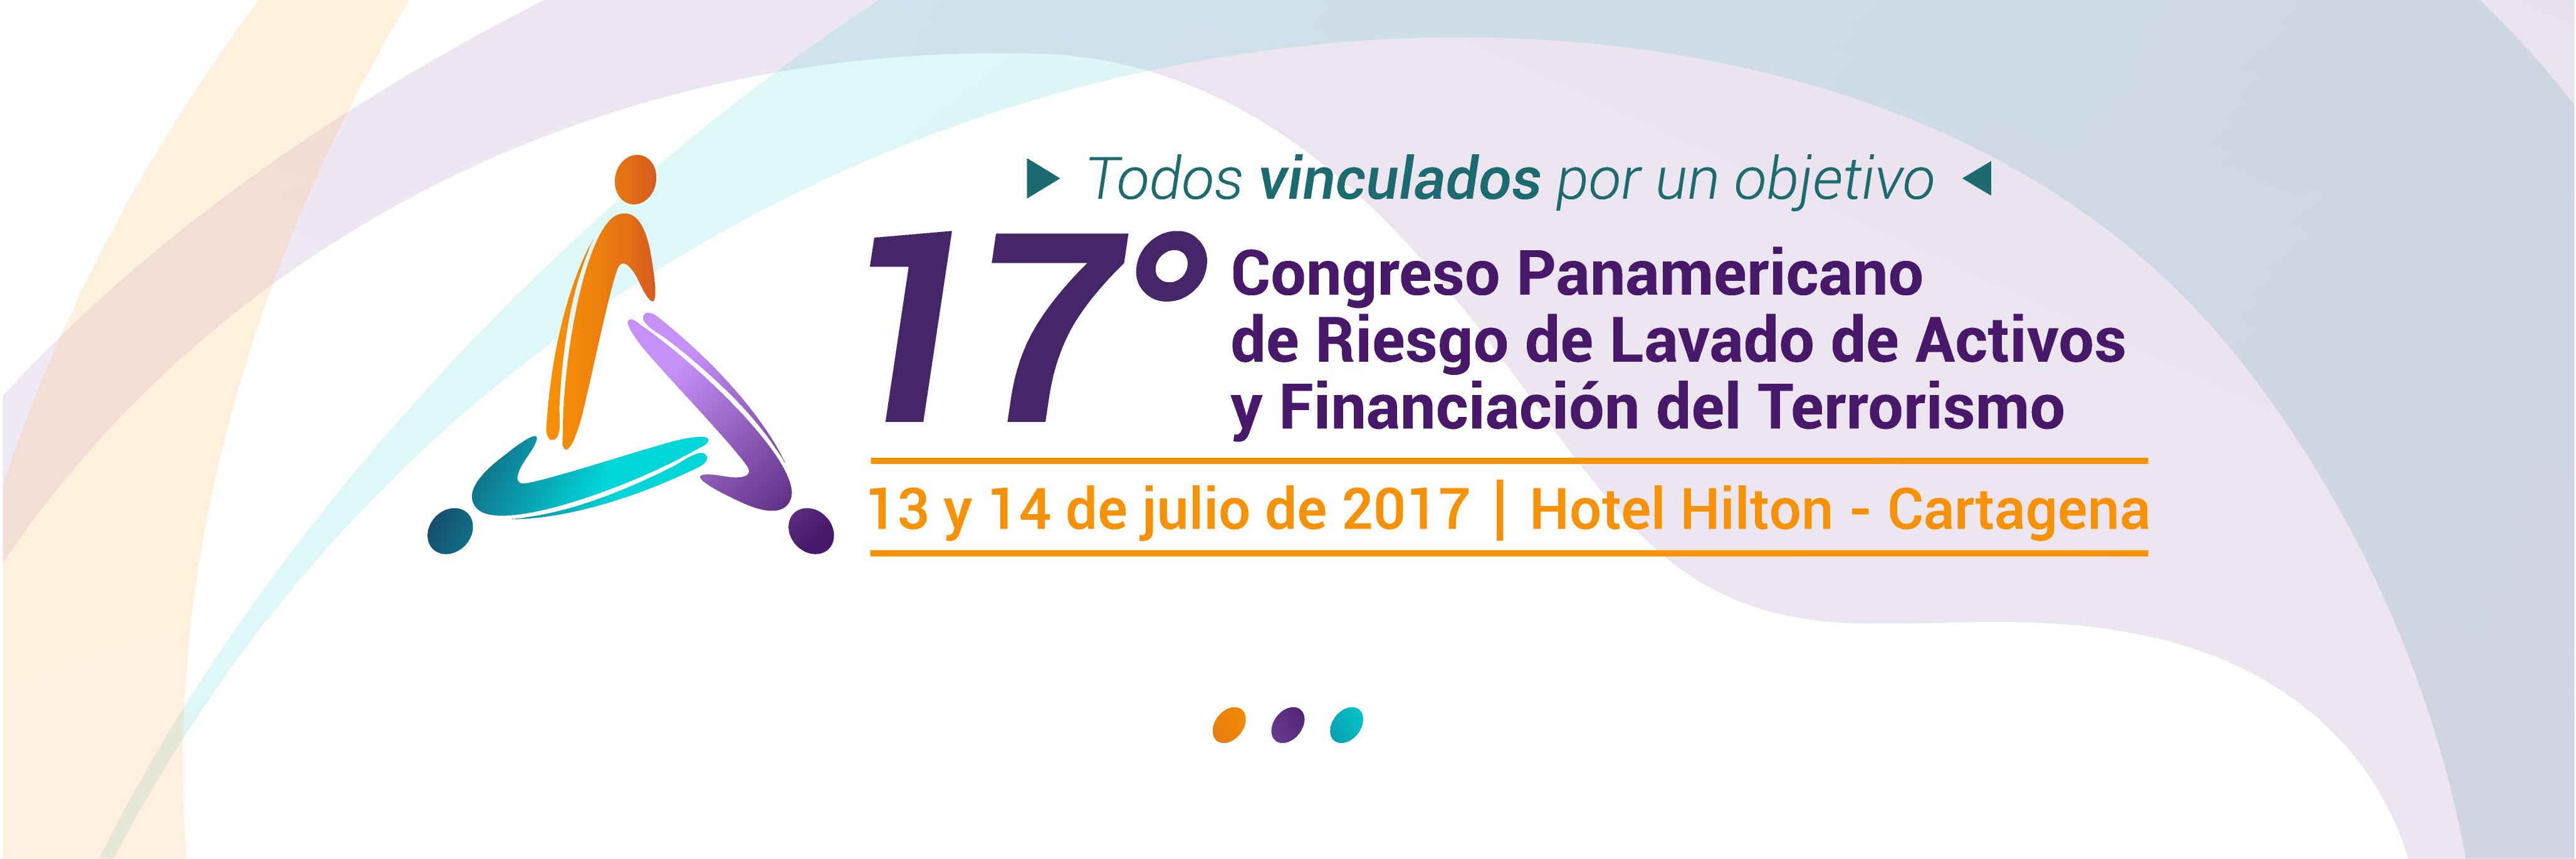 Todos vinculados por un objetivo
17° Congreso Panamericano
de Riesgo de Lavado de Activos
y Financiación del Terrorismo
13 y 14 de julio de 2017 | Hotel Hilton - Cartagena